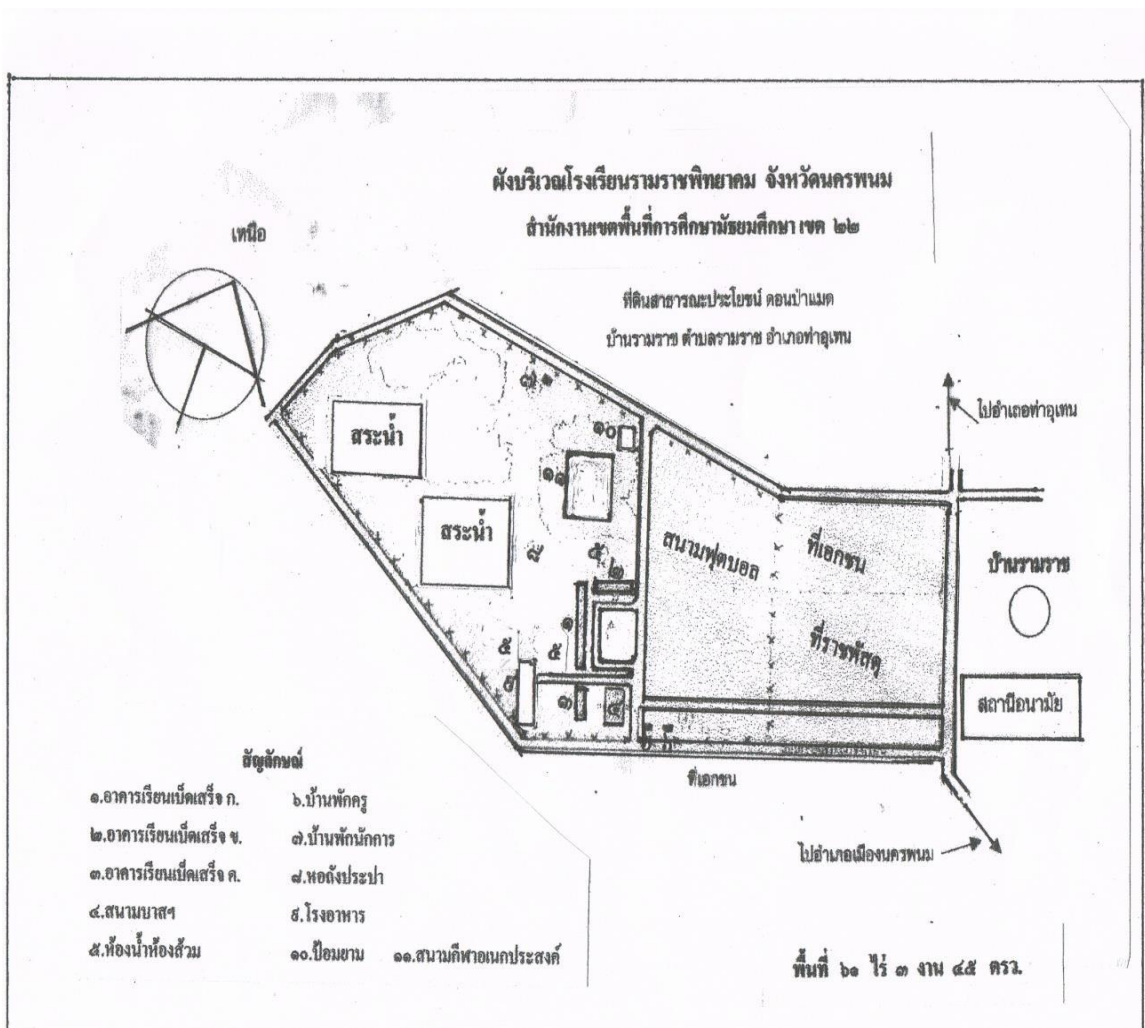 ผังบริเวณโรงเรียนรามราชพิทยาคม จังหวัดนครพนม
สำนักงานเขตพื้นที่การศึกษามัธยมศึกษา เขต ๒๒
เหนือ
ที่ดินสาธารณะประโยชน์ ดอนป่าแมด
บ้านรามราช ตำบลรามราช อำเภอท่าอุเทน
ไปอำเภอท่าอุเทน
๗
๑๐
สระน้ำ
๑๑
สระน้ำ
๘
๕
๒
สนามฟุตบอล
ที่เอกชน
บ้านรามราช
๑
๕
๕
ที่ราชพัสดุ
๙
๓
๔
สถานีอนามัย
๖ ๖
ที่เอกชน
ไปอำเภอเมืองนครพนม
สัญลักษณ์
๑.อาคารเรียนเบ็ดเสร็จ ก. ๖.บ้านพักครู
๒.อาคารเรียนเบ็ดเสร็จ ข. ๗.บ้านพักนักการ
๓.อาคารเรียนเบ็ดเสร็จ ค. ๘.หอถังประปา
๔.สนามบาสฯ ๙.โรงอาหาร
๕.ห้องน้ำห้องส้วม ๑๐.ป้อมยาม ๑๑.สนามกีฬาอเนกประสงค์
พื้นที่ ๖๑ ไร่ ๓ งาน ๔๕ ตรว.